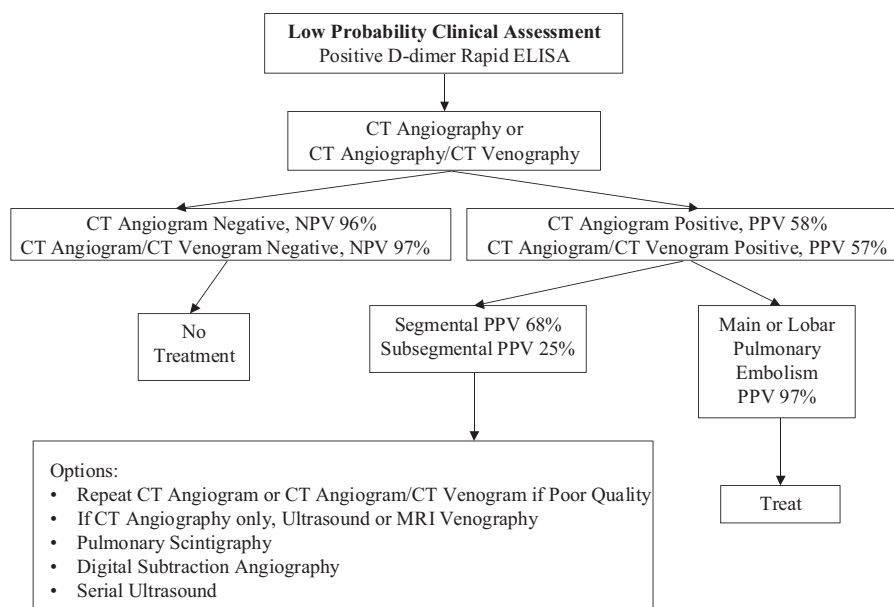 Low Probability Clinical Assessment
Positive D-dimer Rapid ELISA
CT Angiography or
CT Angiography/CT Venography
CT Angiogram Negative, NPV 96%
CT Angiogram/CT Venogram Negative, NPV 97%
CT Angiogram Positive, PPV 58%
CT Angiogram/CT Venogram Positive, PPV 57%
No
Treatment
Segmental PPV 68%
Subsegmental PPV 25%
Main or Lobar
Pulmonary
Embolism
PPV 97%
Options:
• Repeat CT Angiogram or CT Angiogram/CT Venogram if Poor Quality
• If CT Angiography only, Ultrasound or MRI Venography
• Pulmonary Scintigraphy
• Digital Subtraction Angiography
• Serial Ultrasound
Treat